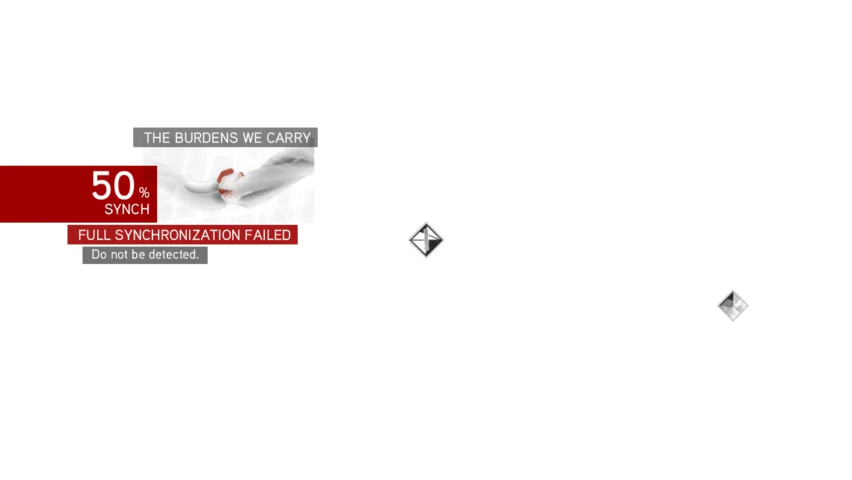 THE BURDENS WE CARRY
50 %
SYNCH
FULL SYNCHRONIZATION FAILED
Do not be detected.